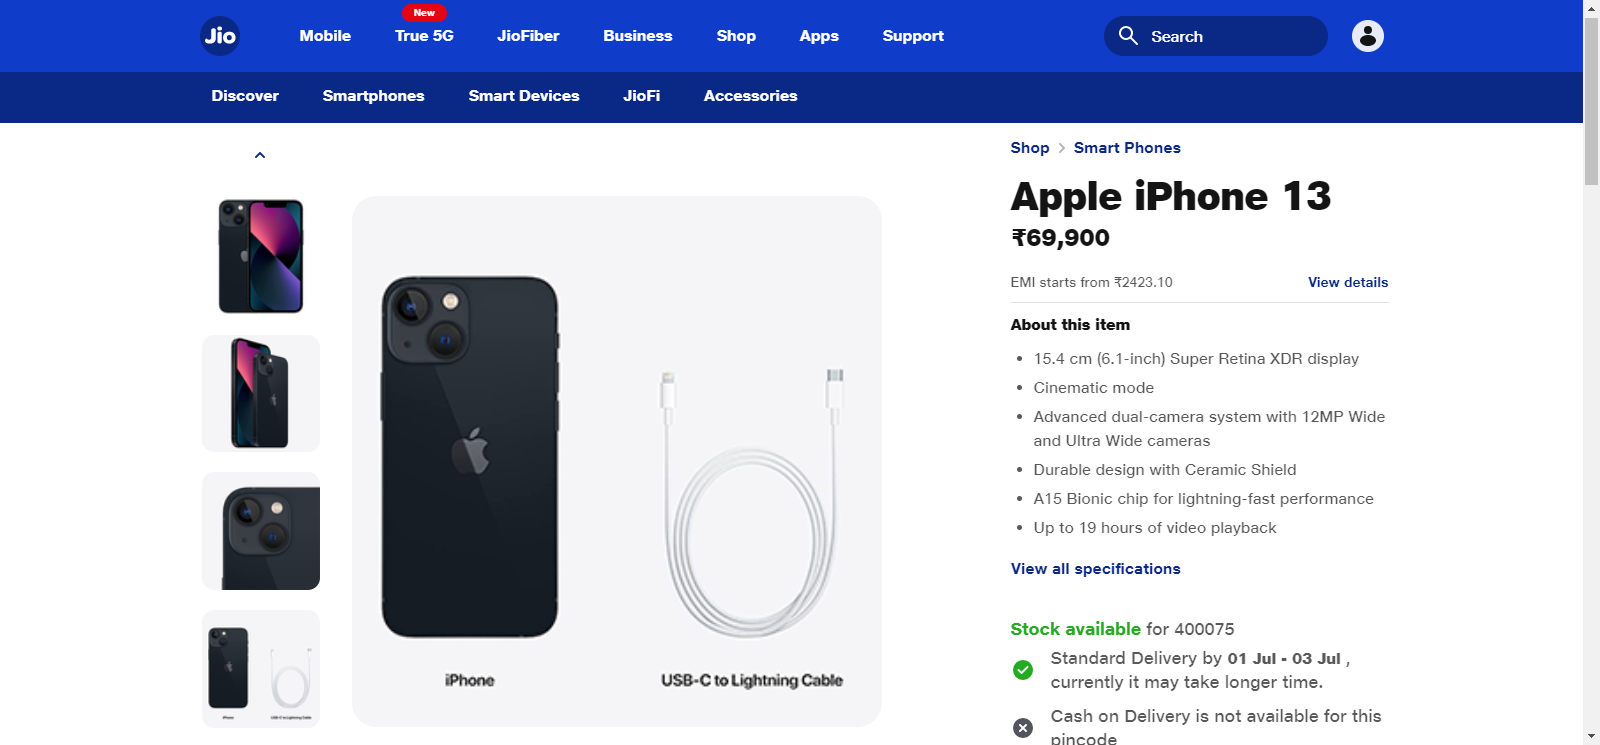 New
Jio
Mobile
True 5G
JioFiber
Business
Shop
Apps
Support
Search
Discover
Smartphones
Smart Devices
JioFi
Accessories
Shop > Smart Phones
Apple iPhone 13
₹69,900
EMI starts from ₹2423.10
View details
About this item
• 15.4 cm (6.1-inch) Super Retina XDR display
• Cinematic mode
• Advanced dual-camera system with 12MP Wide
and Ultra Wide cameras
• Durable design with Ceramic Shield
• A15 Bionic chip for lightning-fast performance
• Up to 19 hours of video playback
View all specifications
Stock available for 400075
Standard Delivery by 01 Jul - 03 Jul ,
currently it may take longer time.
Cash on Delivery is not available for this
pincode
iPhone
USB-C to Lightning Cable
iPhone
USB-C to Lightning Cable